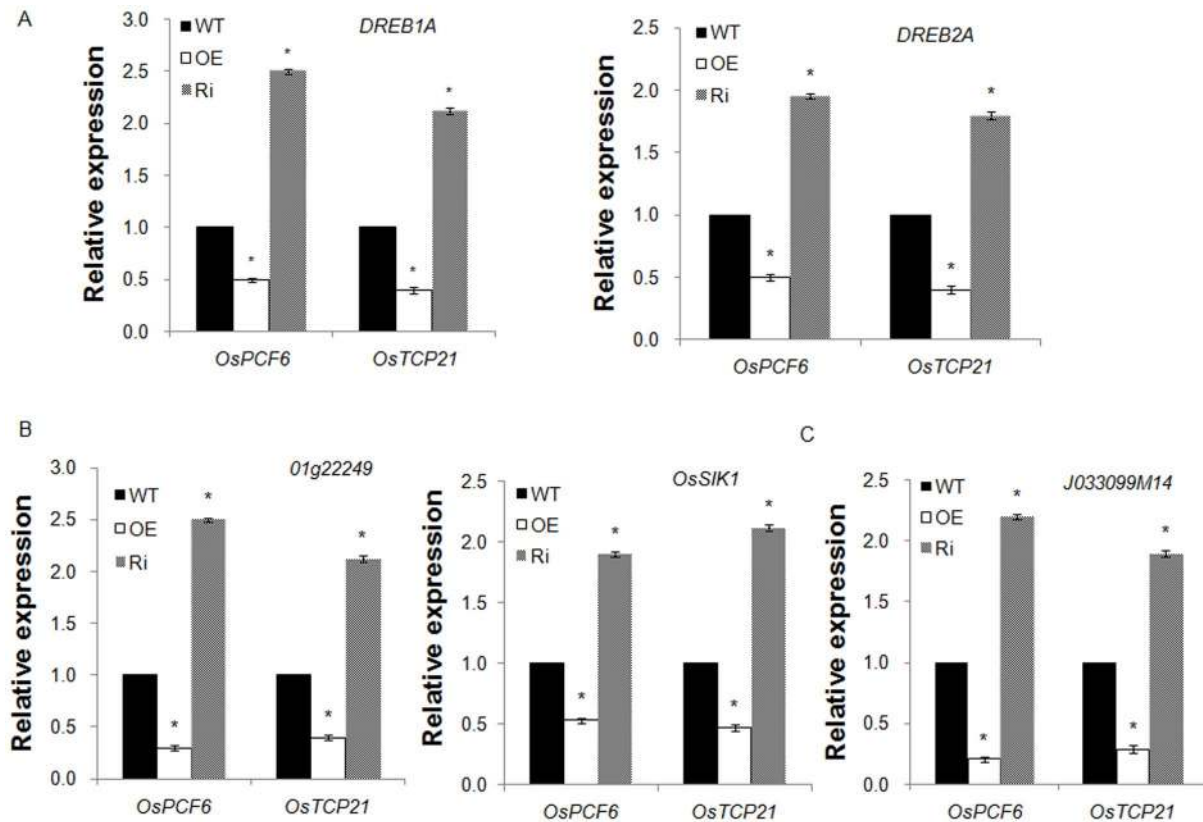 A
DREB1A
WT
OE
Ri
Relative expression
3.0
2.5
2.0
1.5
1.0
0.5
0.0
*
*
*
*
OsPCF6
OsTCP21
DREB2A
WT
OE
Ri
Relative expression
2.5
2.0
1.5
1.0
0.5
0.0
*
*
*
*
OsPCF6
OsTCP21
B
01g22249
WT
OE
Ri
Relative expression
3.0
2.5
2.0
1.5
1.0
0.5
0.0
*
*
*
*
OsPCF6
OsTCP21
OsSIK1
WT
OE
Ri
Relative expression
2.5
2.0
1.5
1.0
0.5
0.0
*
*
*
*
OsPCF6
OsTCP21
C
J033099M14
WT
OE
Ri
Relative expression
2.5
2.0
1.5
1.0
0.5
0.0
*
*
*
*
OsPCF6
OsTCP21